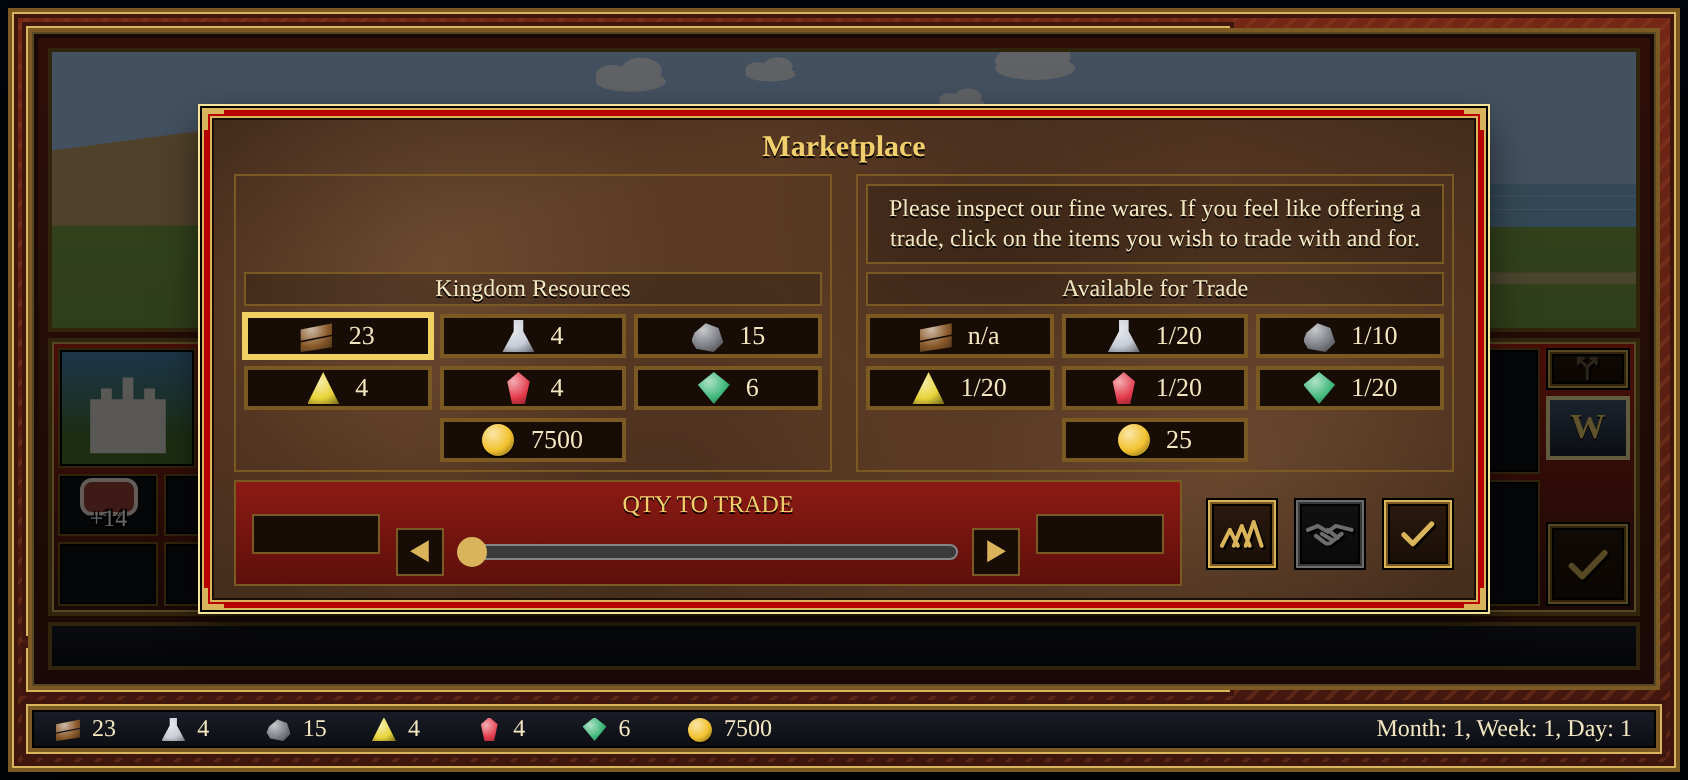 Marketplace
Please inspect our fine wares. If you feel like offering a
trade, click on the items you wish to trade with and for.
Kingdom Resources
Available for Trade
23 4 15
n/a 1/20 1/10
4 4 6
1/20 1/20 1/20
7500
25
W
+14
QTY TO TRADE
23 4 15 4 4 6 7500 Month: 1, Week: 1, Day: 1